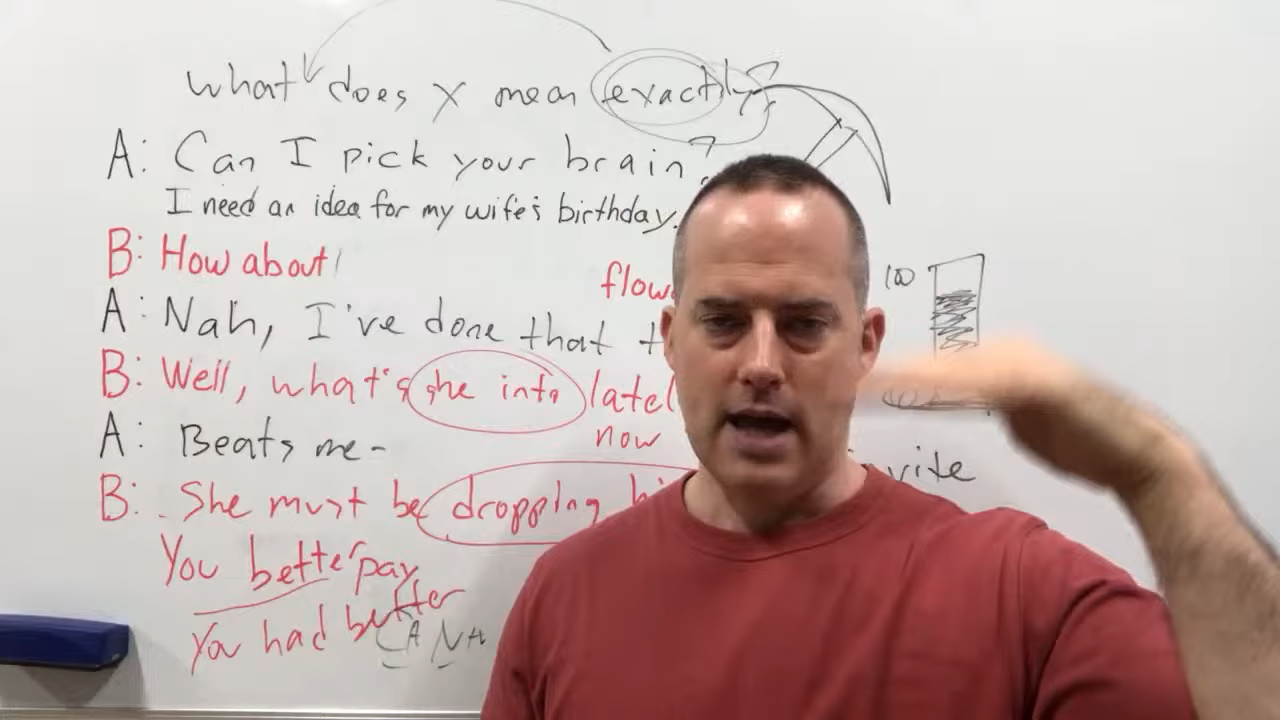 what does x mean exactly?
A: Can I pick your brain?
I need an idea for my wife's birthday.
B: How about
flow
A: Nah, I've done that t
100
B: Well, what's she into latel
now
A: Beats me-
B: She must be dropping hi
You better pay
You had better